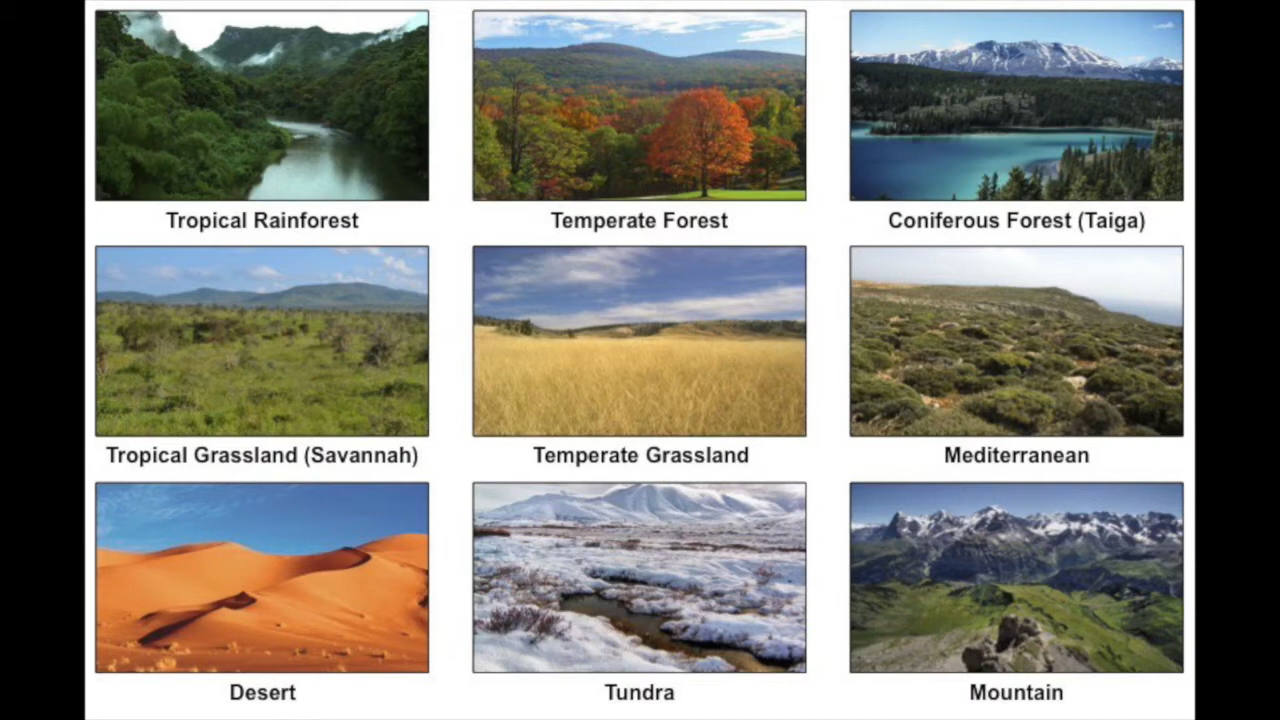 Tropical Rainforest
Temperate Forest
Coniferous Forest (Taiga)
Tropical Grassland (Savannah)
Temperate Grassland
Mediterranean
Desert
Tundra
Mountain